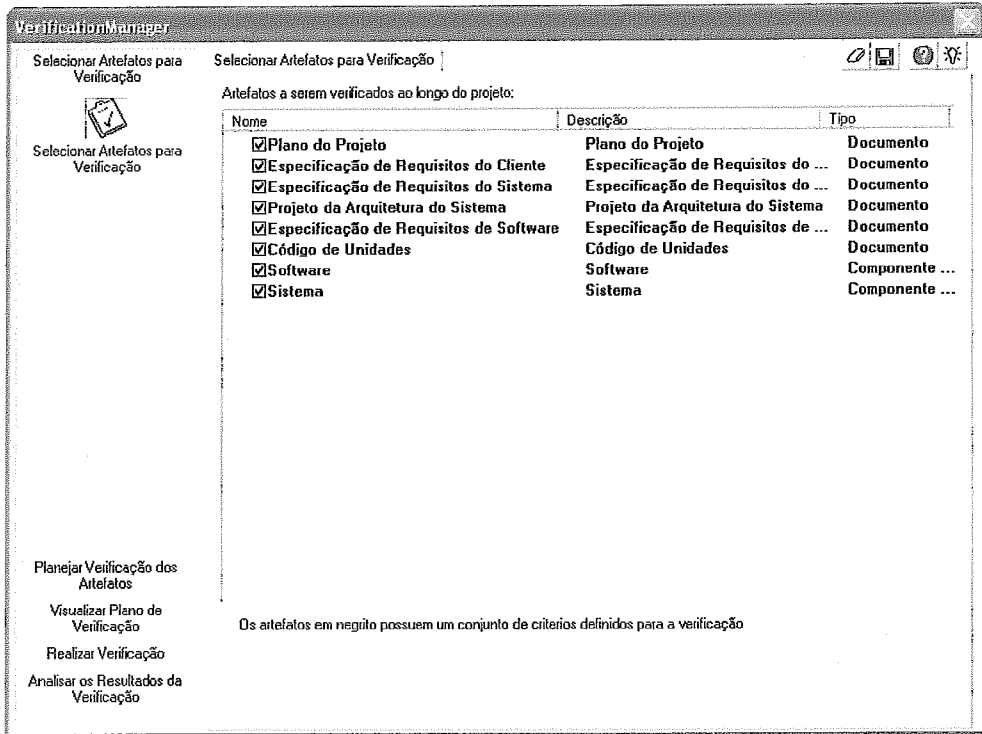 VerificationManager
Selecionar Artefatos para
Verificação
Selecionar Artefatos para
Verificação
Planejar Verificação dos
Artefatos
Visualizar Plano de
Verificação
Realizar Verificação
Analisar os Resultados da
Verificação
Selecionar Artefatos para Verificação
Artefatos a serem verificados ao longo do projeto:
Nome Descrição Tipo
Plano do Projeto Plano do Projeto Documento
Especificação de Requisitos do Cliente Especificação de Requisitos do ... Documento
Especificação de Requisitos do Sistema Especificação de Requisitos do ... Documento
Projeto da Arquitetura do Sistema Projeto da Arquitetura do Sistema Documento
Especificação de Requisitos de Software Especificação de Requisitos de ... Documento
Código de Unidades Código de Unidades Documento
Software Software Componente ...
Sistema Sistema Componente ...
Os artefatos em negrito possuem um conjunto de criterios definidos para a verificação